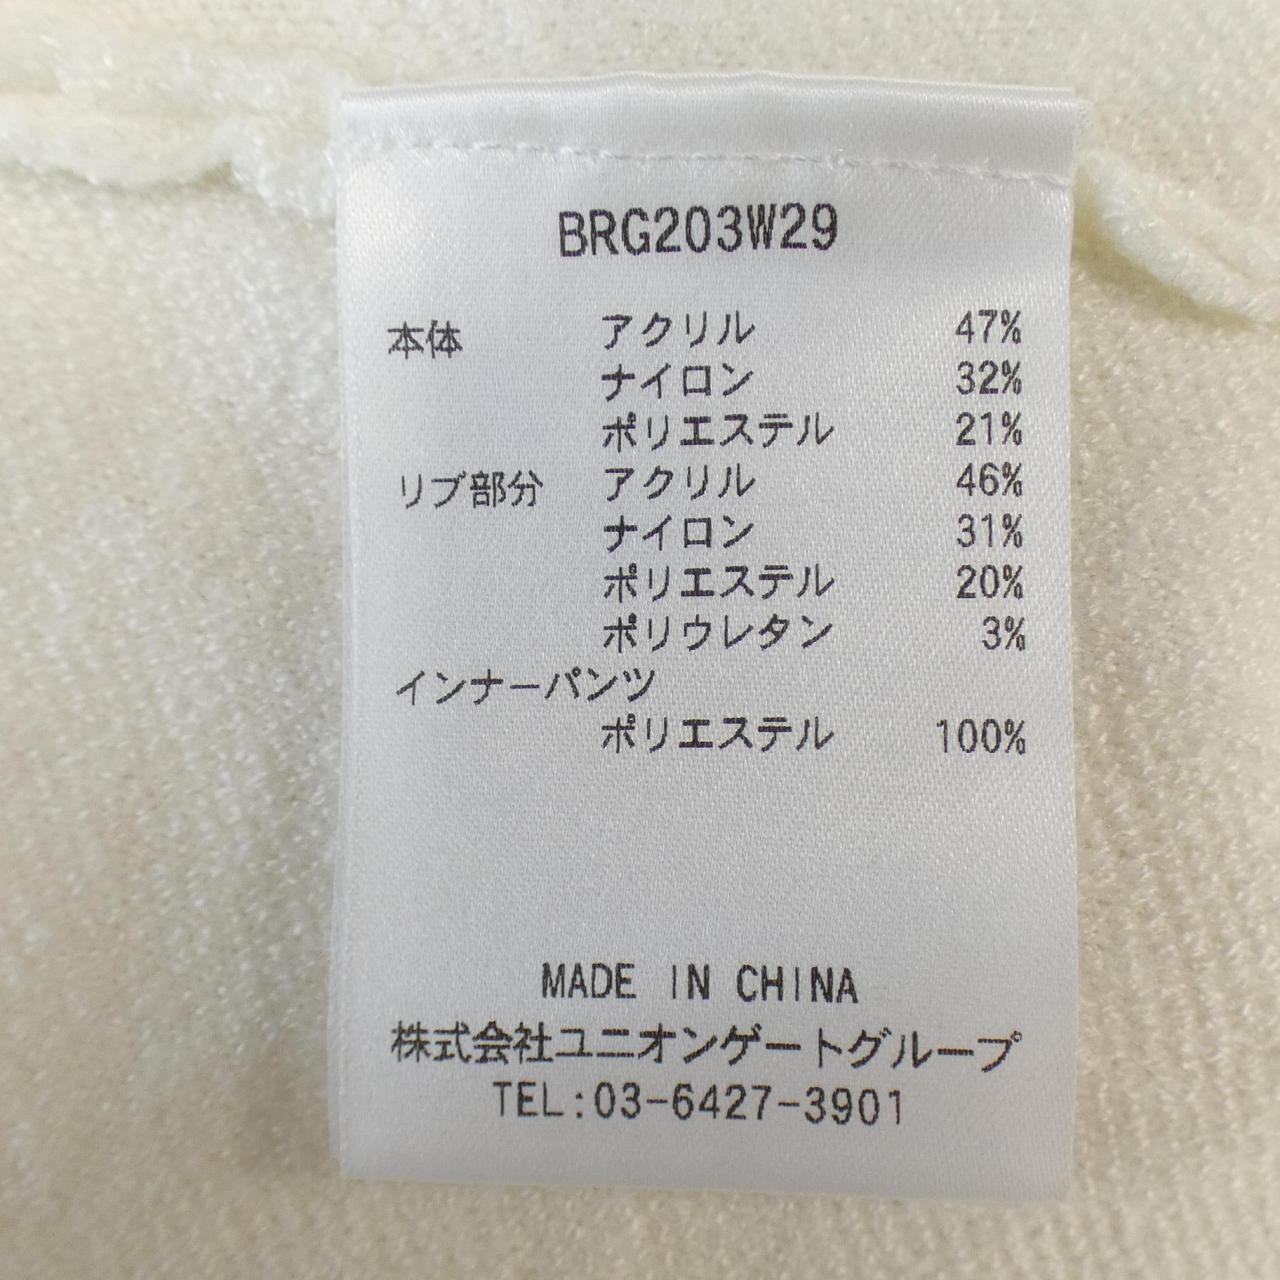 BRG203W29
本体 アクリル 47%
ナイロン 32%
ポリエステル 21%
リブ部分 アクリル 46%
ナイロン 31%
ポリエステル 20%
ポリウレタン 3%
インナーパンツ
ポリエステル 100%
MADE IN CHINA
株式会社ユニオンゲートグループ
TEL:03-6427-3901